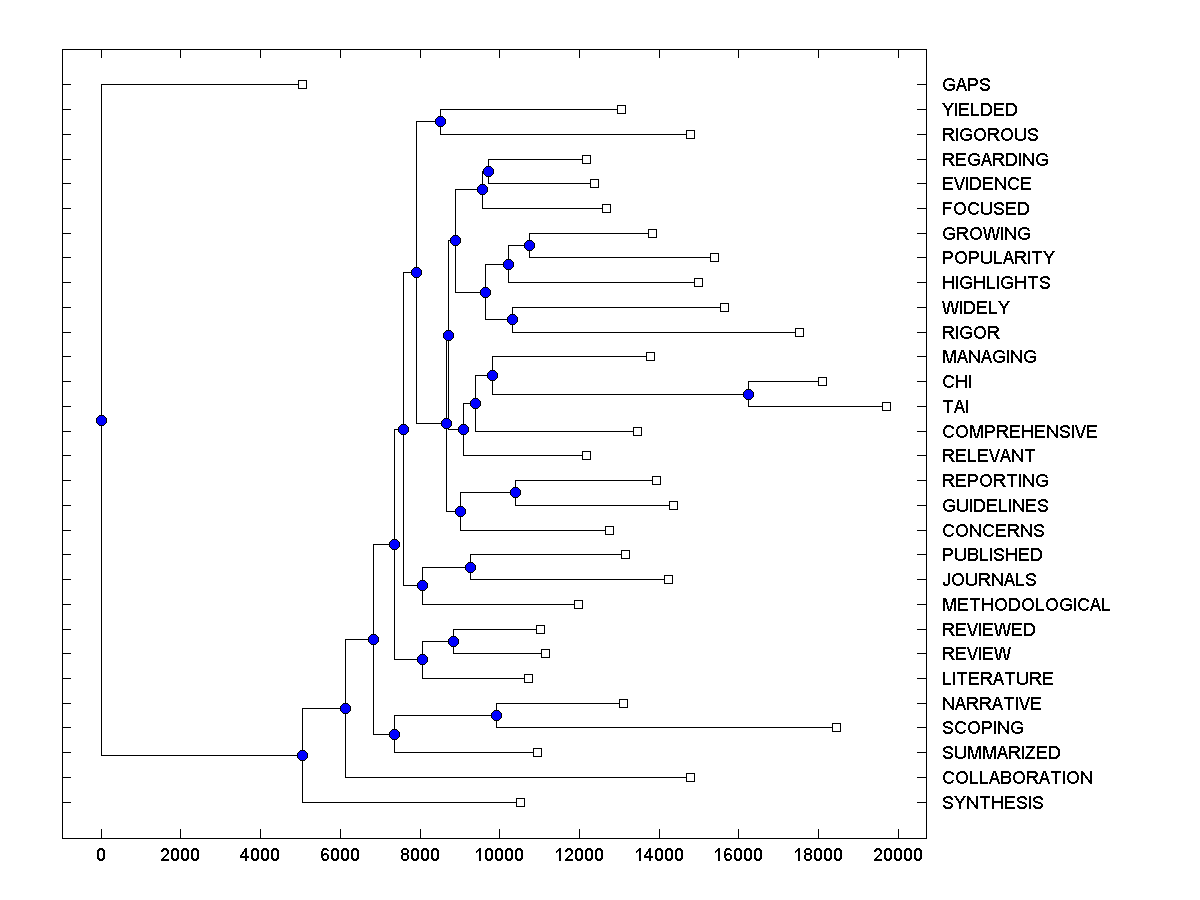 GAPS
YIELDED
RIGOROUS
REGARDING
EVIDENCE
FOCUSED
GROWING
POPULARITY
HIGHLIGHTS
WIDELY
RIGOR
MANAGING
CHI
TAI
COMPREHENSIVE
RELEVANT
REPORTING
GUIDELINES
CONCERNS
PUBLISHED
JOURNALS
METHODOLOGICAL
REVIEWED
REVIEW
LITERATURE
NARRATIVE
SCOPING
SUMMARIZED
COLLABORATION
SYNTHESIS
0 2000 4000 6000 8000 10000 12000 14000 16000 18000 20000